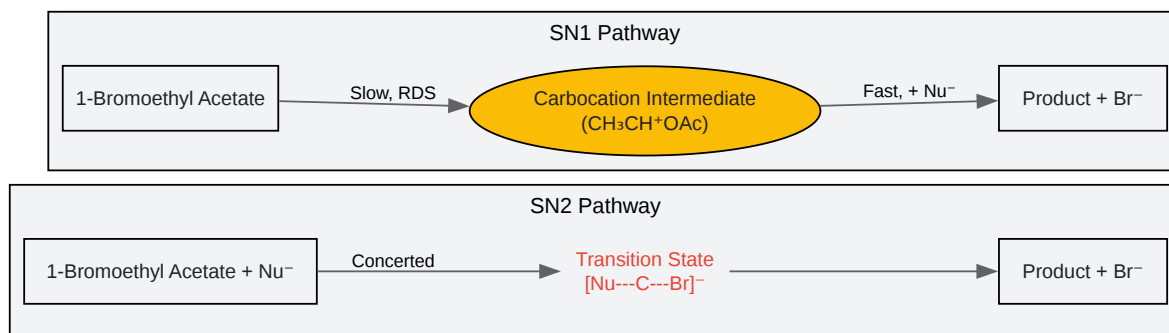 SN1 Pathway
1-Bromoethyl Acetate
Slow, RDS
Carbocation Intermediate
(CH₃CH⁺OAc)
Fast, + Nu⁻
Product + Br⁻
SN2 Pathway
1-Bromoethyl Acetate + Nu⁻
Concerted
Transition State
[Nu---C---Br]⁻
Product + Br⁻